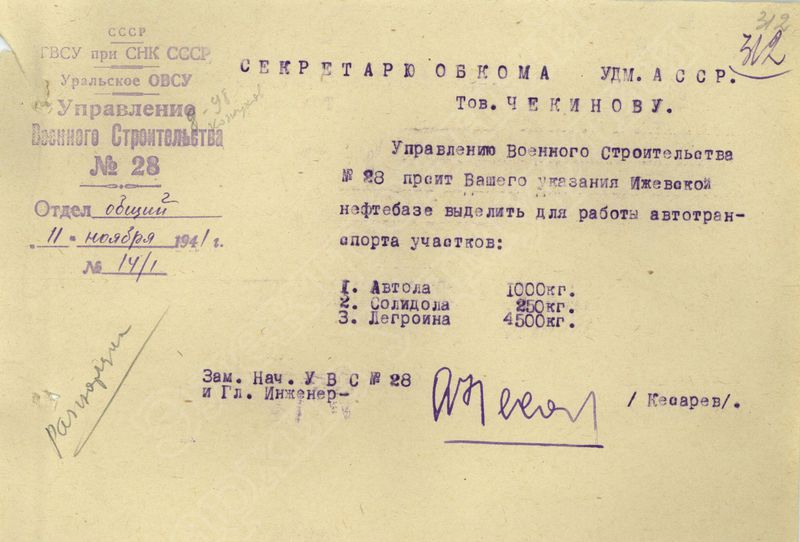 312
312
СССР
ГВСУ при СНК СССР
Уральское ОВСУ
Управление
Военного Строительства
№ 28
Отдел общий
„11" ноября 1941 г.
№ 14/1
СЕКРЕТАРЮ ОБКОМА УДМ. АССР.
Тов. ЧЕКИНОВУ.
Управлению Военного Строительства
№ 28 прсит Вашего указания Ижевской
нефтебазе выделить для работы автотран-
спорта участков:
1. Автола 1000кг.
2. Солидола 250кг.
3. Легроина 4500кг.
Зам. Нач. У В С № 28
и Гл. Инженер-
/ Кесарев/.